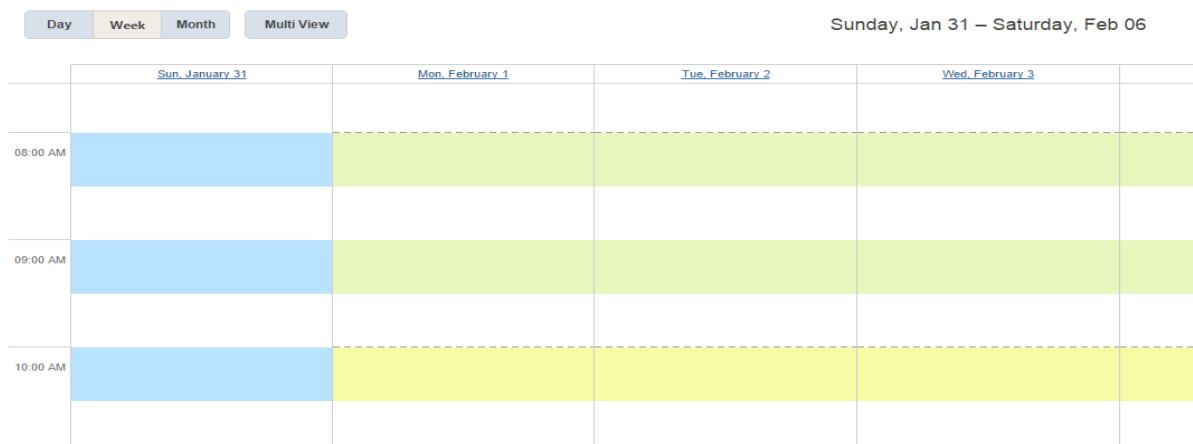 Day Week Month Multi View Sunday, Jan 31 – Saturday, Feb 06
Sun, January 31 Mon, February 1 Tue, February 2 Wed, February 3
08:00 AM
09:00 AM
10:00 AM